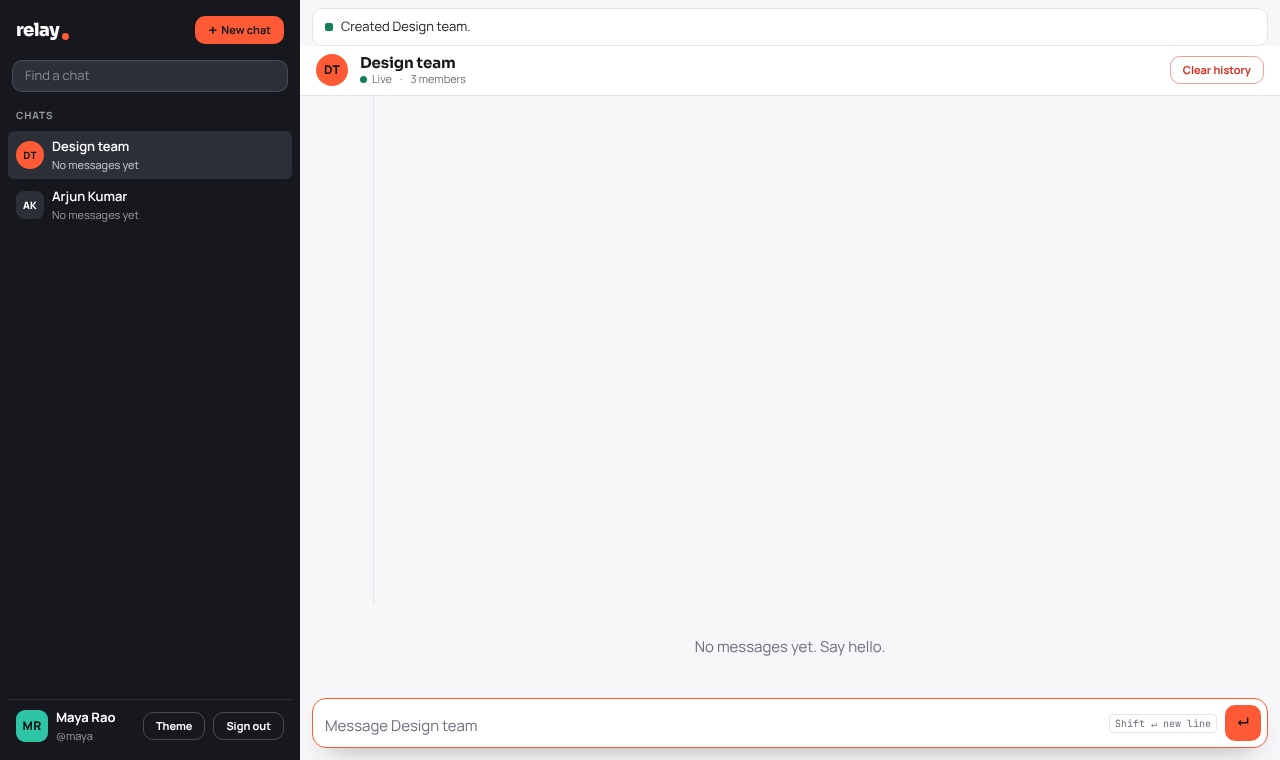 relay
+ New chat
Find a chat
CHATS
DT
Design team
No messages yet
AK
Arjun Kumar
No messages yet
MR
Maya Rao
@maya
Theme
Sign out
Created Design team.
DT
Design team
Live · 3 members
Clear history
No messages yet. Say hello.
Message Design team
Shift ↵ new line
↵